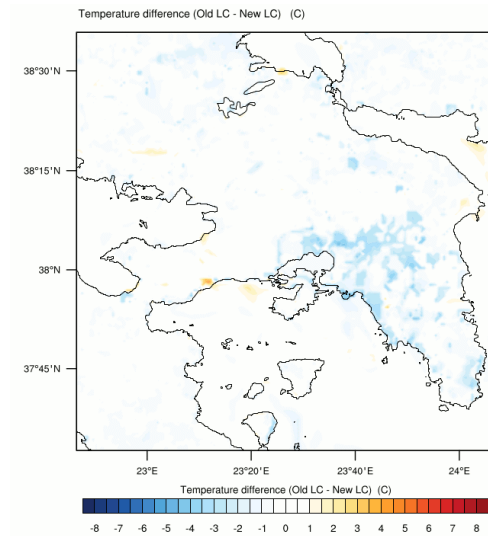 Temperature difference (Old LC - New LC) (C)
38°30'N
38°15'N
38°N
37°45'N
23°E 23°20'E 23°40'E 24°E
Temperature difference (Old LC - New LC) (C)
-8 -7 -6 -5 -4 -3 -2 -1 0 1 2 3 4 5 6 7 8